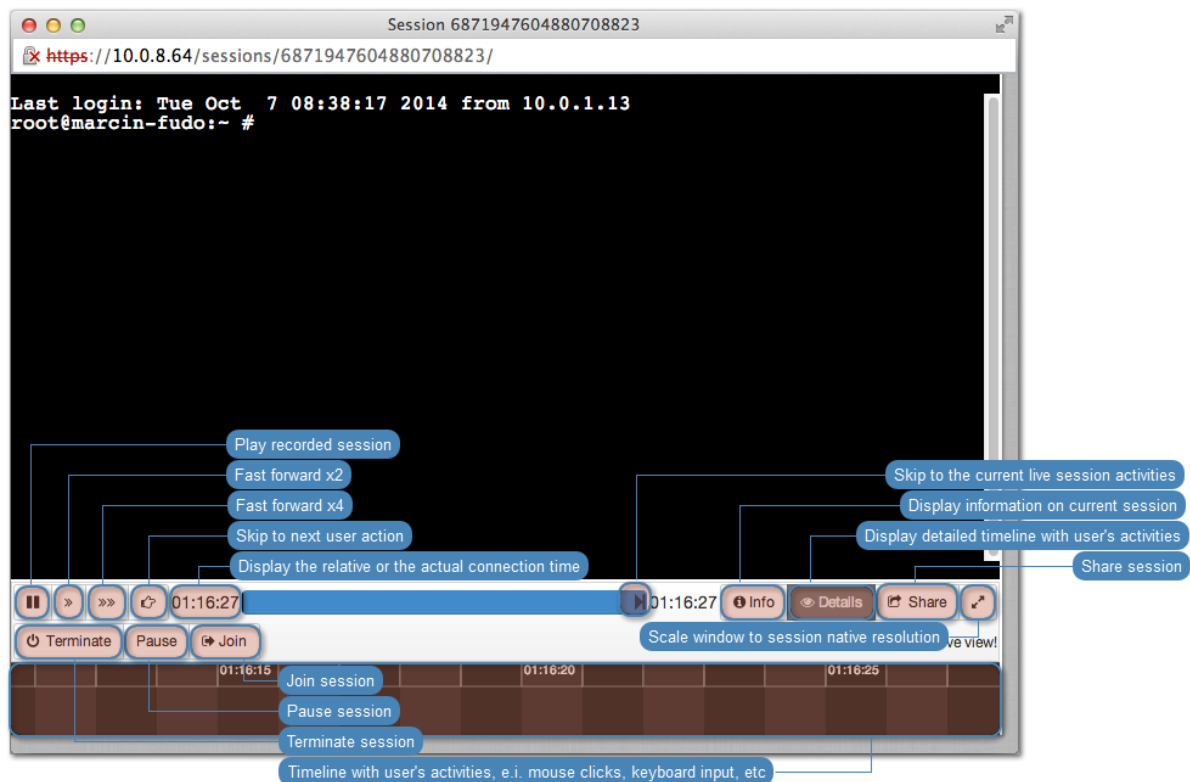 Session 6871947604880708823
https://10.0.8.64/sessions/6871947604880708823/
Last login: Tue Oct  7 08:38:17 2014 from 10.0.1.13
root@marcin-fudo:~ #
Play recorded session
Fast forward x2
Skip to the current live session activities
Fast forward x4
Display information on current session
Skip to next user action
Display detailed timeline with user's activities
Display the relative or the actual connection time
Share session
01:16:27
01:16:27
Info
Details
Share
Terminate
Pause
Join
Scale window to session native resolution
ve view!
01:16:15
01:16:20
01:16:25
Join session
Pause session
Terminate session
Timeline with user's activities, e.i. mouse clicks, keyboard input, etc